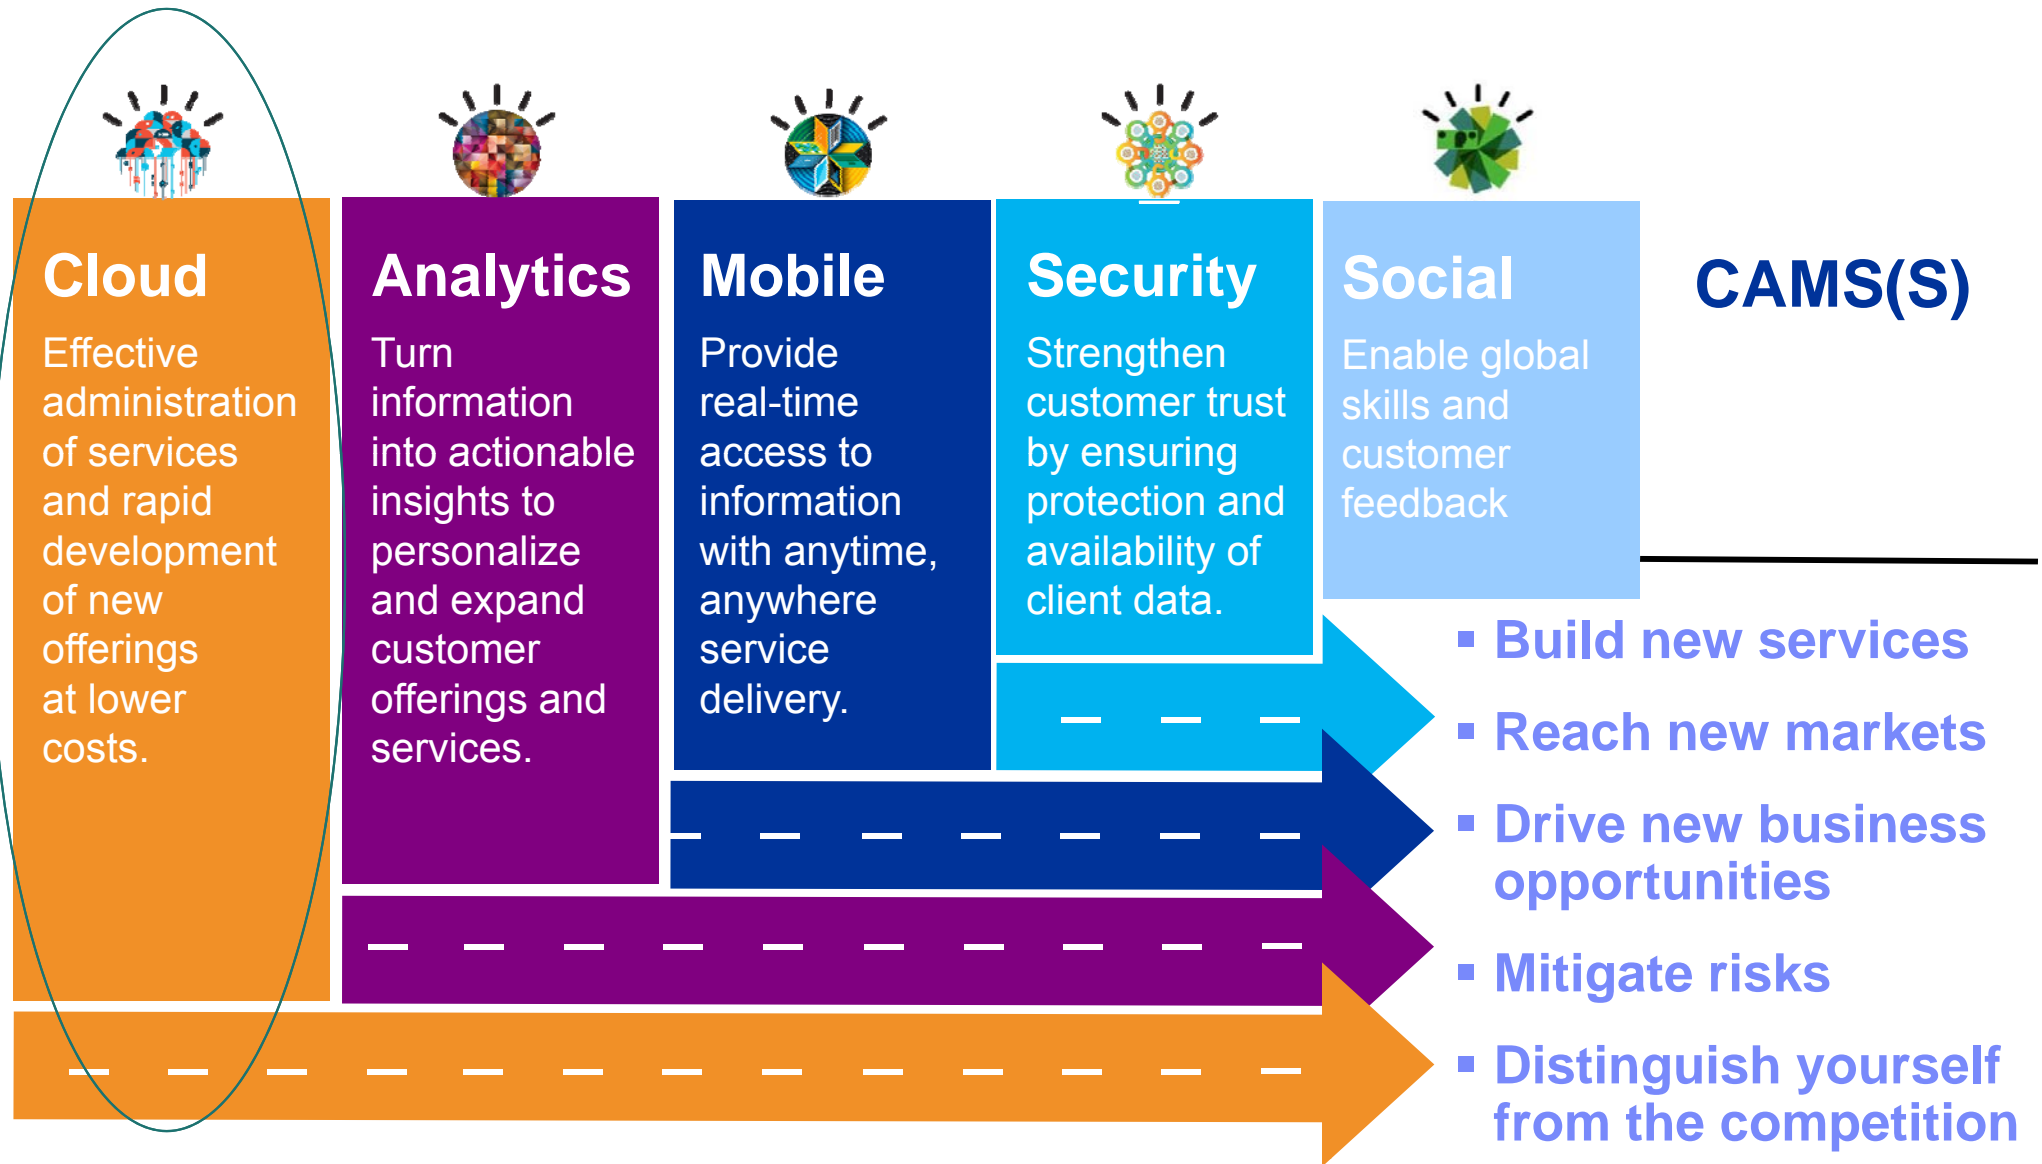 Cloud
Effective
administration
of services
and rapid
development
of new
offerings
at lower
costs.
Analytics
Turn
information
into actionable
insights to
personalize
and expand
customer
offerings and
services.
Mobile
Provide
real-time
access to
information
with anytime,
anywhere
service
delivery.
Security
Strengthen
customer trust
by ensuring
protection and
availability of
client data.
Social
Enable global
skills and
customer
feedback
CAMS(S)
▪ Build new services
▪ Reach new markets
▪ Drive new business
opportunities
▪ Mitigate risks
▪ Distinguish yourself
from the competition